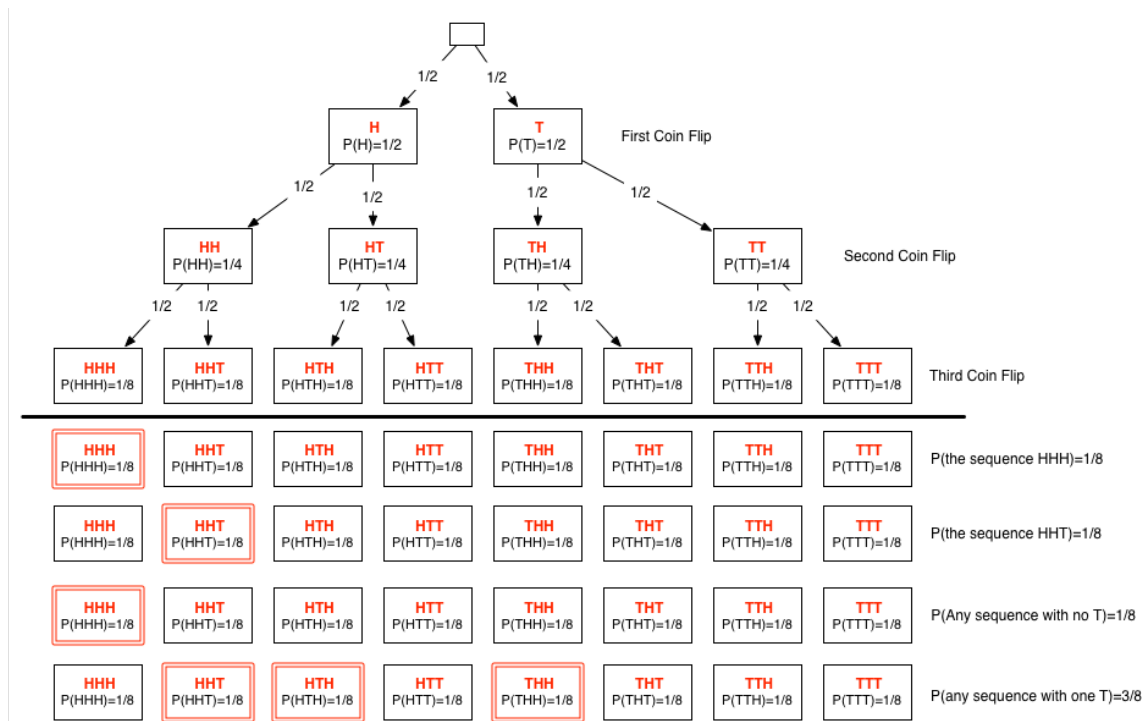 1/2 1/2
H T
P(H)=1/2 P(T)=1/2 First Coin Flip
1/2 1/2 1/2 1/2
HH HT TH TT
P(HH)=1/4 P(HT)=1/4 P(TH)=1/4 P(TT)=1/4 Second Coin Flip
1/2 1/2 1/2 1/2 1/2 1/2 1/2 1/2
HHH HHT HTH HTT THH THT TTH TTT
P(HHH)=1/8 P(HHT)=1/8 P(HTH)=1/8 P(HTT)=1/8 P(THH)=1/8 P(THT)=1/8 P(TTH)=1/8 P(TTT)=1/8 Third Coin Flip
HHH HHT HTH HTT THH THT TTH TTT
P(HHH)=1/8 P(HHT)=1/8 P(HTH)=1/8 P(HTT)=1/8 P(THH)=1/8 P(THT)=1/8 P(TTH)=1/8 P(TTT)=1/8 P(the sequence HHH)=1/8
HHH HHT HTH HTT THH THT TTH TTT
P(HHH)=1/8 P(HHT)=1/8 P(HTH)=1/8 P(HTT)=1/8 P(THH)=1/8 P(THT)=1/8 P(TTH)=1/8 P(TTT)=1/8 P(the sequence HHT)=1/8
HHH HHT HTH HTT THH THT TTH TTT
P(HHH)=1/8 P(HHT)=1/8 P(HTH)=1/8 P(HTT)=1/8 P(THH)=1/8 P(THT)=1/8 P(TTH)=1/8 P(TTT)=1/8 P(Any sequence with no T)=1/8
HHH HHT HTH HTT THH THT TTH TTT
P(HHH)=1/8 P(HHT)=1/8 P(HTH)=1/8 P(HTT)=1/8 P(THH)=1/8 P(THT)=1/8 P(TTH)=1/8 P(TTT)=1/8 P(any sequence with one T)=3/8